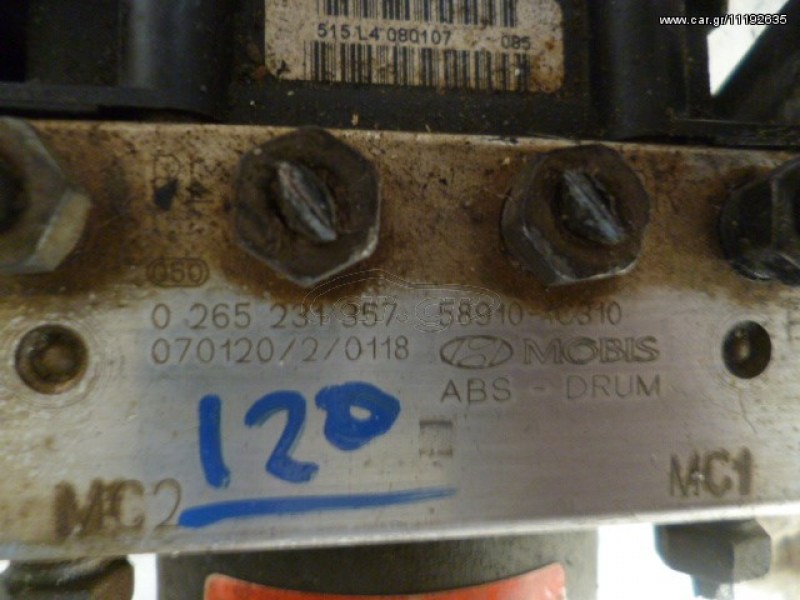 www.car.gr/11192635
515 L4 080107 085
050
0 265 231 357 58910-1C310
070120/2/0118 MOBIS
ABS - DRUM
120
MC2 MC1